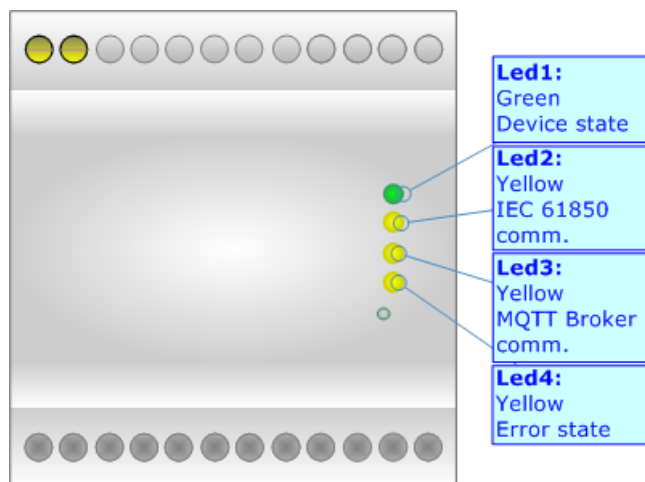 Led1:
Green
Device state
Led2:
Yellow
IEC 61850
comm.
Led3:
Yellow
MQTT Broker
comm.
Led4:
Yellow
Error state